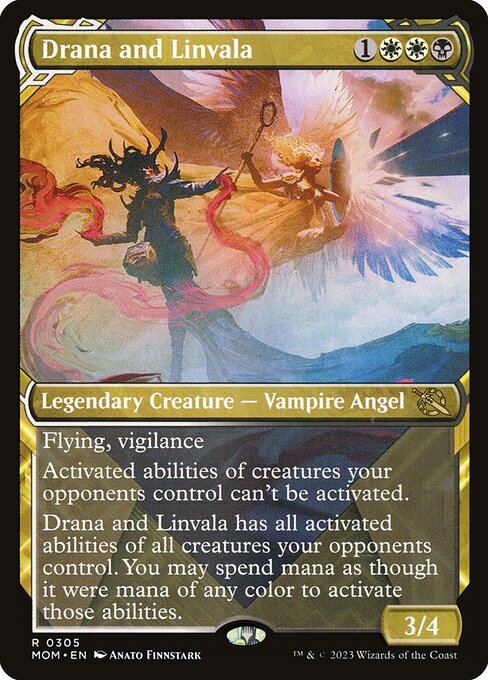 Drana and Linvala 1
Legendary Creature — Vampire Angel
Flying, vigilance
Activated abilities of creatures your
opponents control can't be activated.
Drana and Linvala has all activated
abilities of all creatures your opponents
control. You may spend mana as though
it were mana of any color to activate
those abilities.
3/4
R 0305
MOM • EN ANATO FINNSTARK
™ & © 2023 Wizards of the Coast